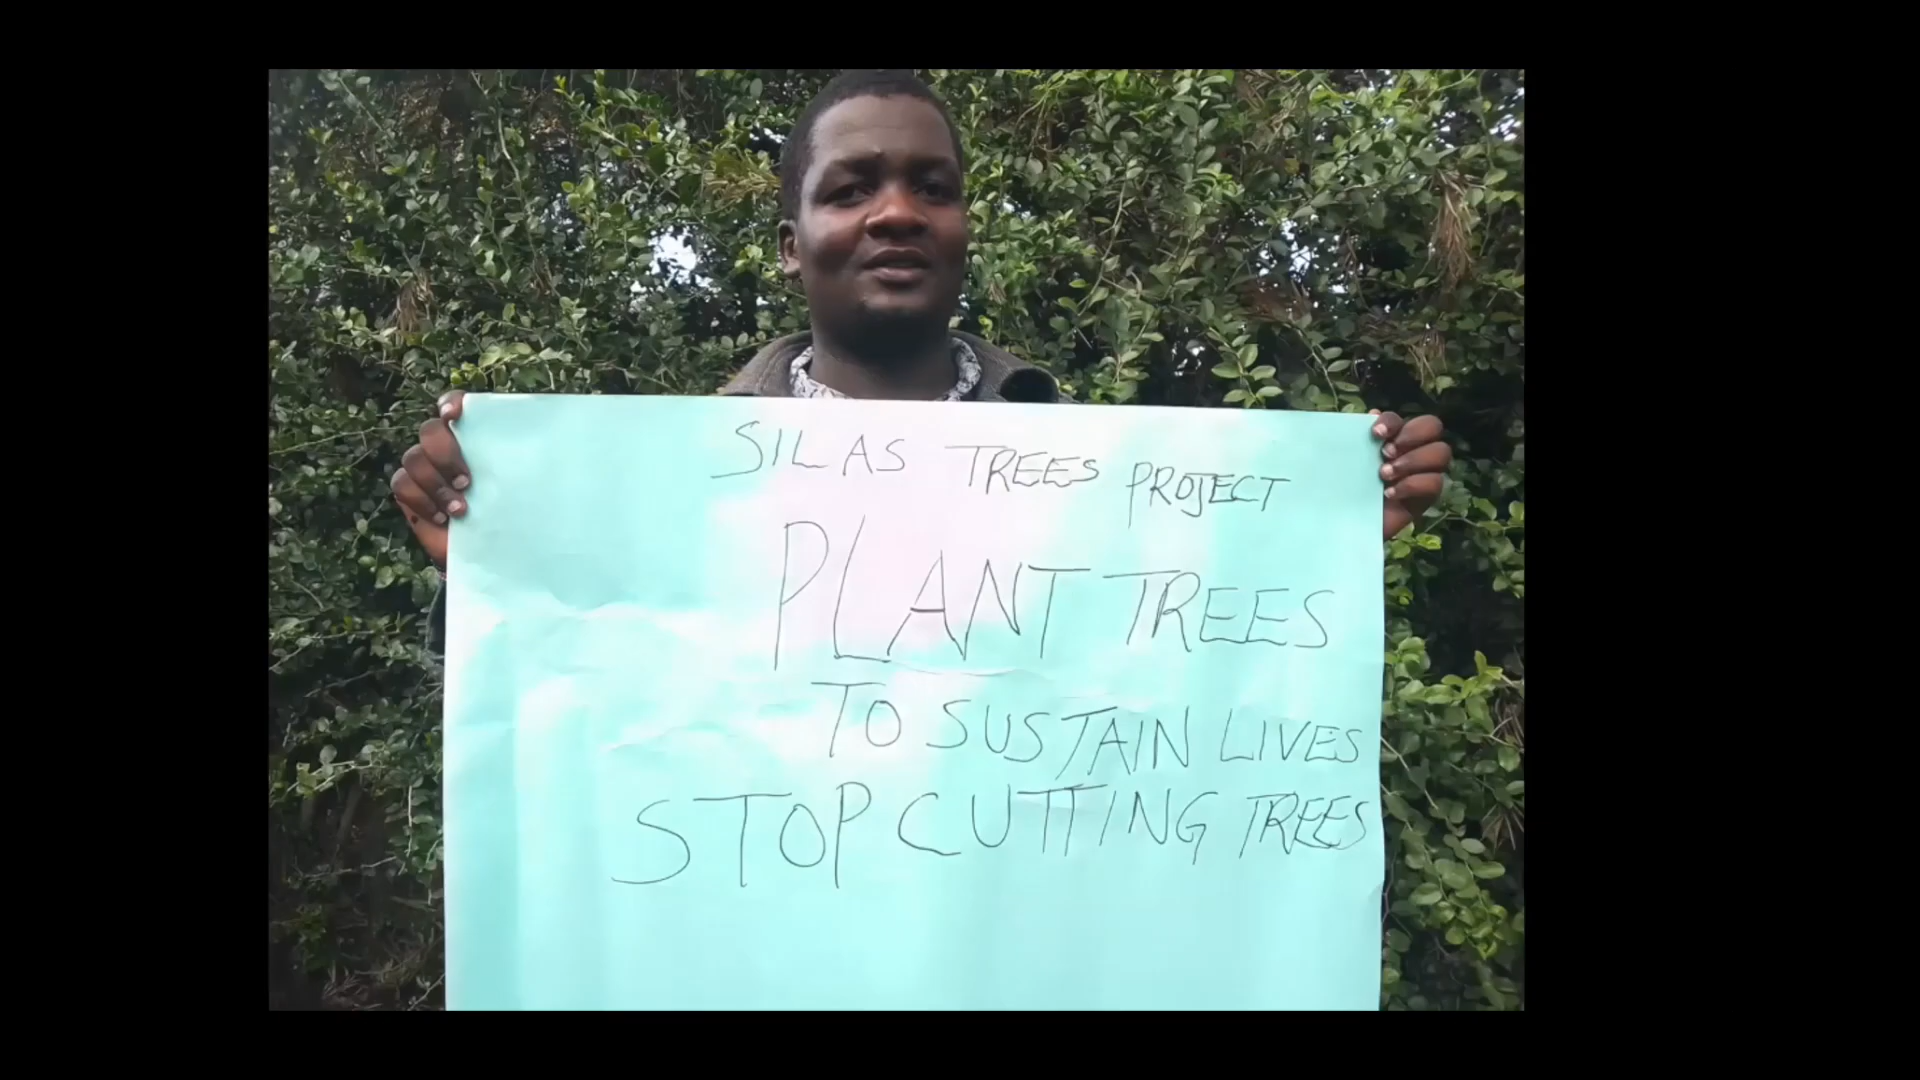 SILAS TREES PROJECT
PLANT TREES
TO SUSTAIN LIVES
STOP CUTTING TREES